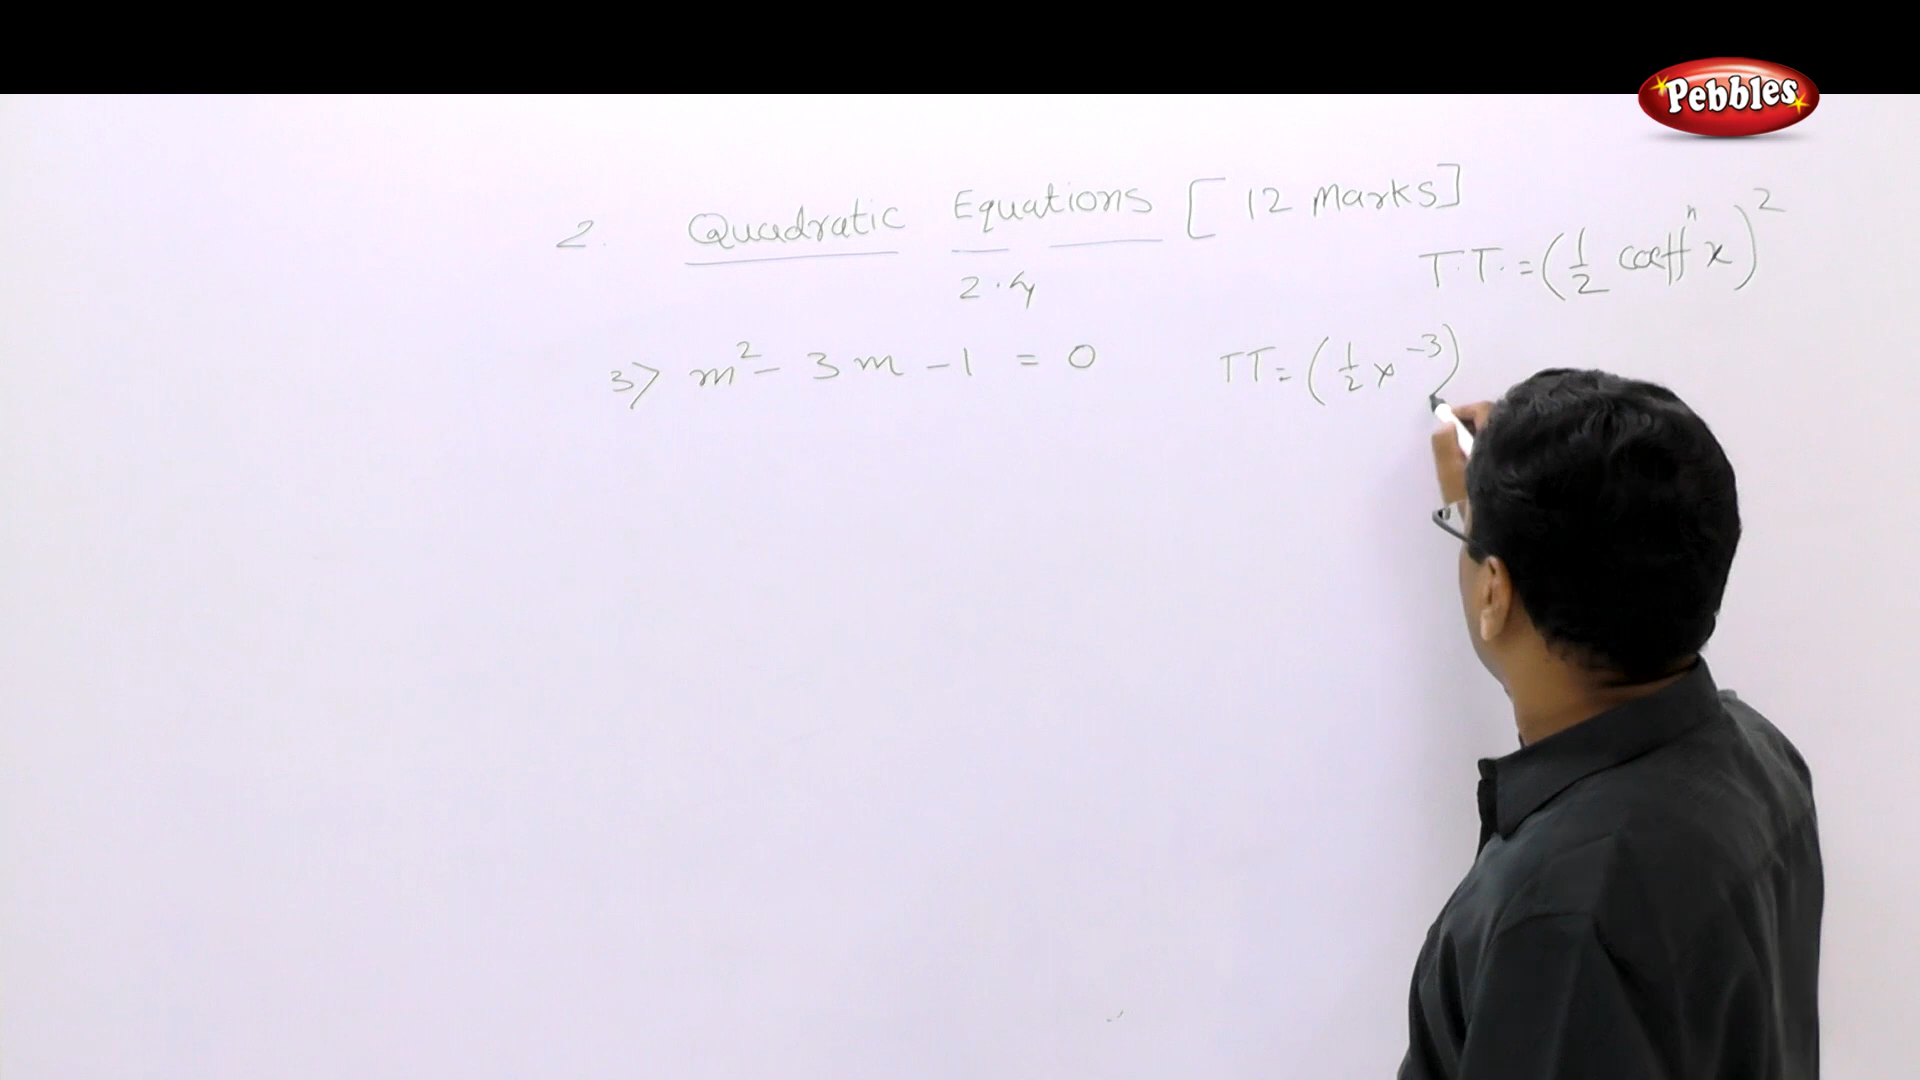 Pebbles
2. Quadratic Equations [12 Marks]
T.T. = (1/2 coeffⁿ x)²
2.4
3> m² - 3m - 1 = 0
TT = (1/2 x -3)